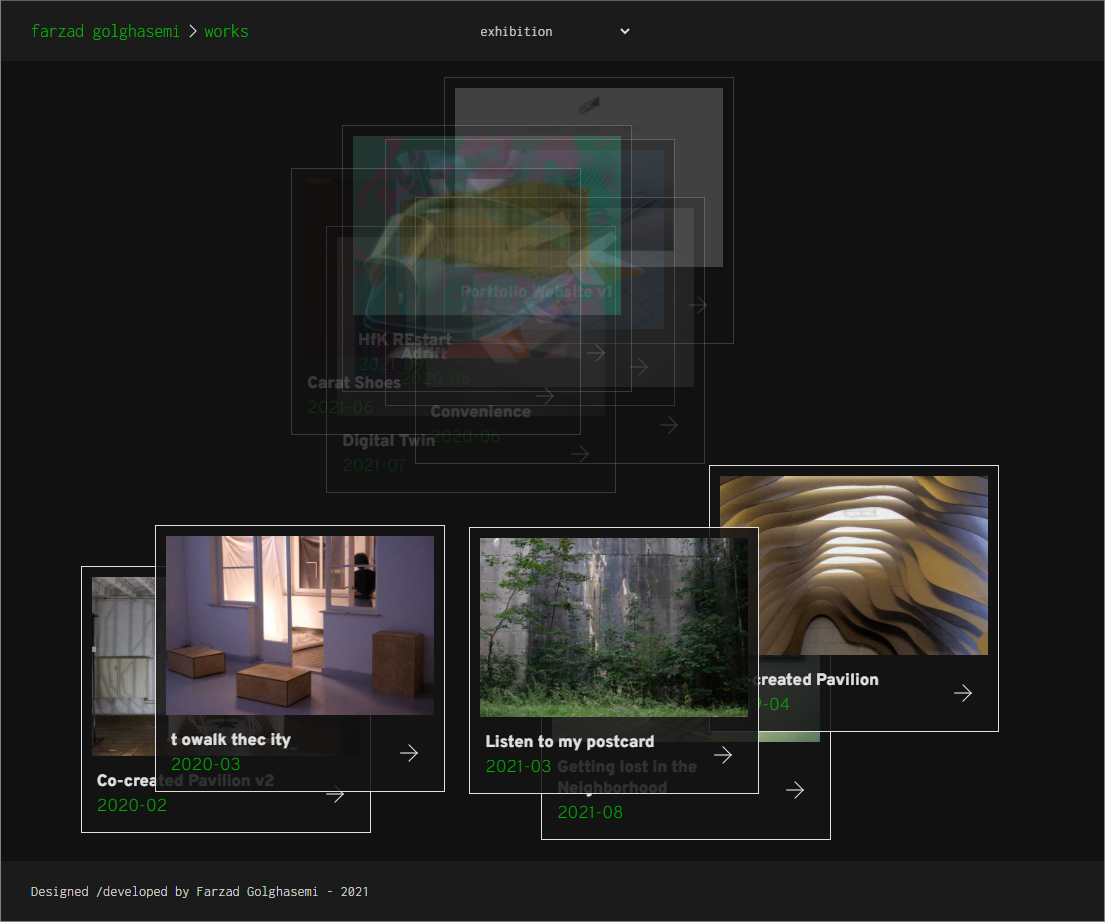 farzad golghasemi > works
exhibition
Portfolio Website v1
HfK REstart
2021-09
Adrift
2020-06
Carat Shoes
2021-06
Convenience
2020-06
Digital Twin
2021-07
created Pavilion
-04
t owalk thec ity
2020-03
Listen to my postcard
2021-03
Getting lost in the
Neighborhood
2021-08
Co-created Pavilion v2
2020-02
Designed /developed by Farzad Golghasemi - 2021